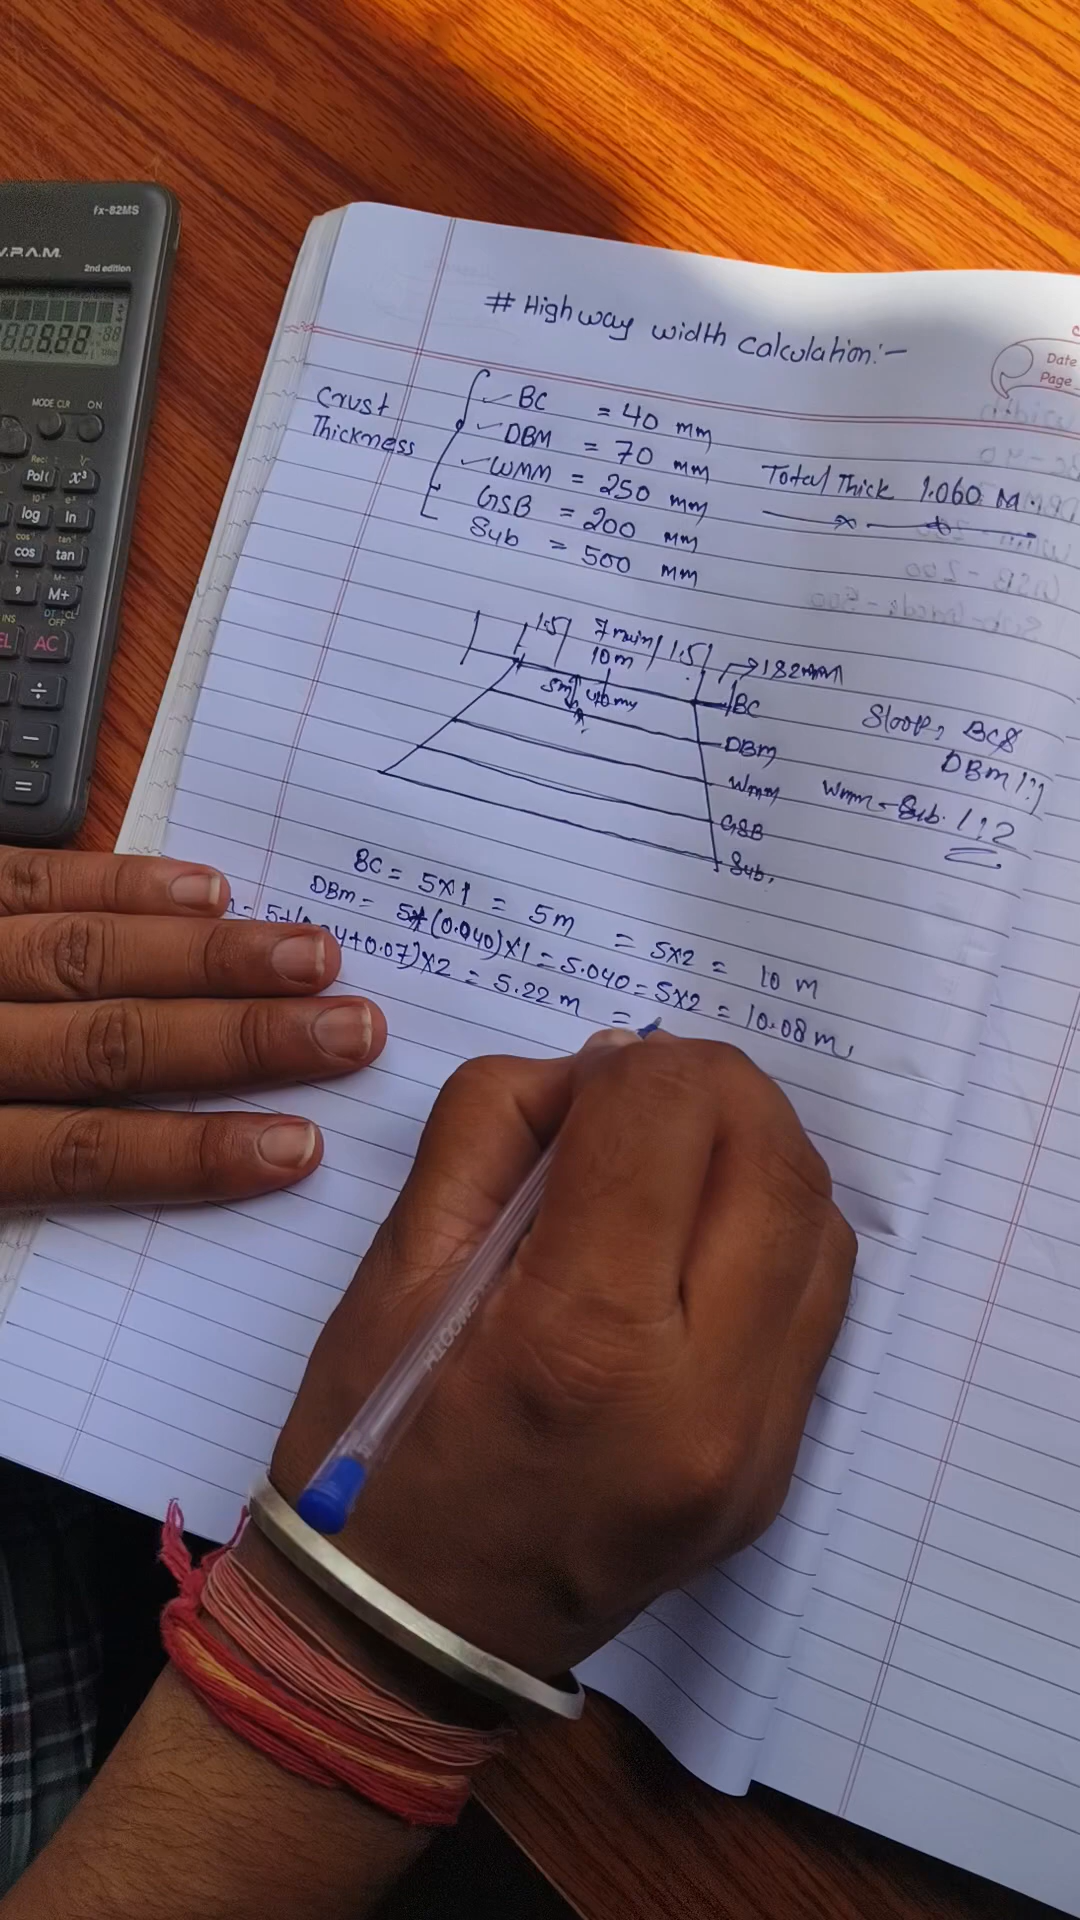 fx-82MS
V.P.A.M.
2nd edition
MODE CLR ON
Pol( x³
log ln
cos tan
, M+
INS
AC
÷
−
=
# Highway width Calculation:-
Date
Page
Crust Thickness
BC = 40 mm
DBM = 70 mm
WMM = 250 mm
GSB = 200 mm
Sub = 500 mm
Total Thick 1.060 M
1.5 7 main 1.5
10m
5m
BC
DBM
WMM
GSB
Sub.
Sloop, BC&
DBM 1:1
WMM - Sub. 1:2
BC = 5x1 = 5m = 5x2 = 10 m
DBM = 5+(0.040)x1 = 5.040 = 5x2 = 10.08 m,
+0.07)x2 = 5.22 m =
SMOOTH